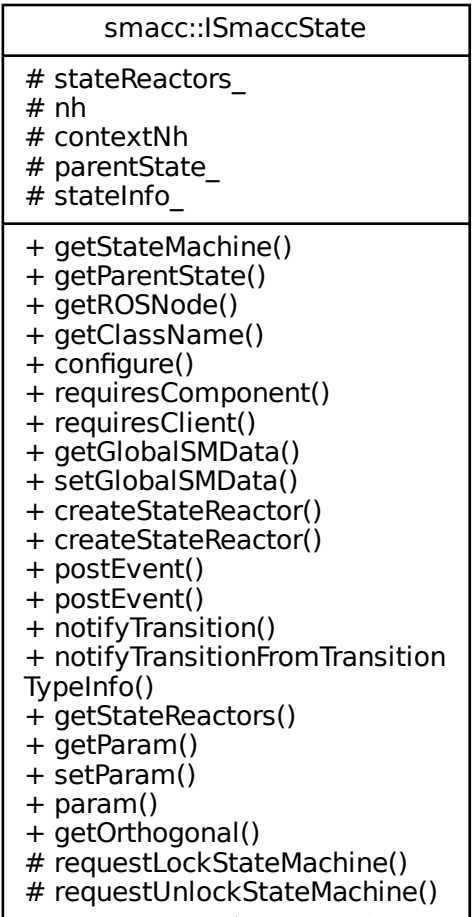 smacc::ISmaccState
# stateReactors_
# nh
# contextNh
# parentState_
# stateInfo_
+ getStateMachine()
+ getParentState()
+ getROSNode()
+ getClassName()
+ configure()
+ requiresComponent()
+ requiresClient()
+ getGlobalSMData()
+ setGlobalSMData()
+ createStateReactor()
+ createStateReactor()
+ postEvent()
+ postEvent()
+ notifyTransition()
+ notifyTransitionFromTransition
TypeInfo()
+ getStateReactors()
+ getParam()
+ setParam()
+ param()
+ getOrthogonal()
# requestLockStateMachine()
# requestUnlockStateMachine()